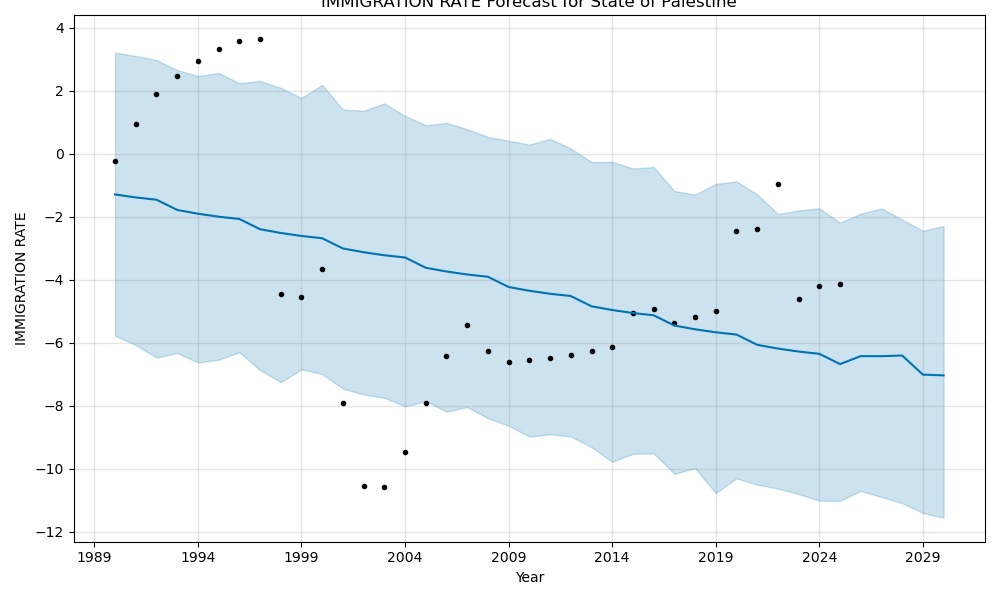 IMMIGRATION RATE Forecast for State of Palestine
4
2
0
−2
−4
−6
−8
−10
−12
IMMIGRATION RATE
1989 1994 1999 2004 2009 2014 2019 2024 2029
Year